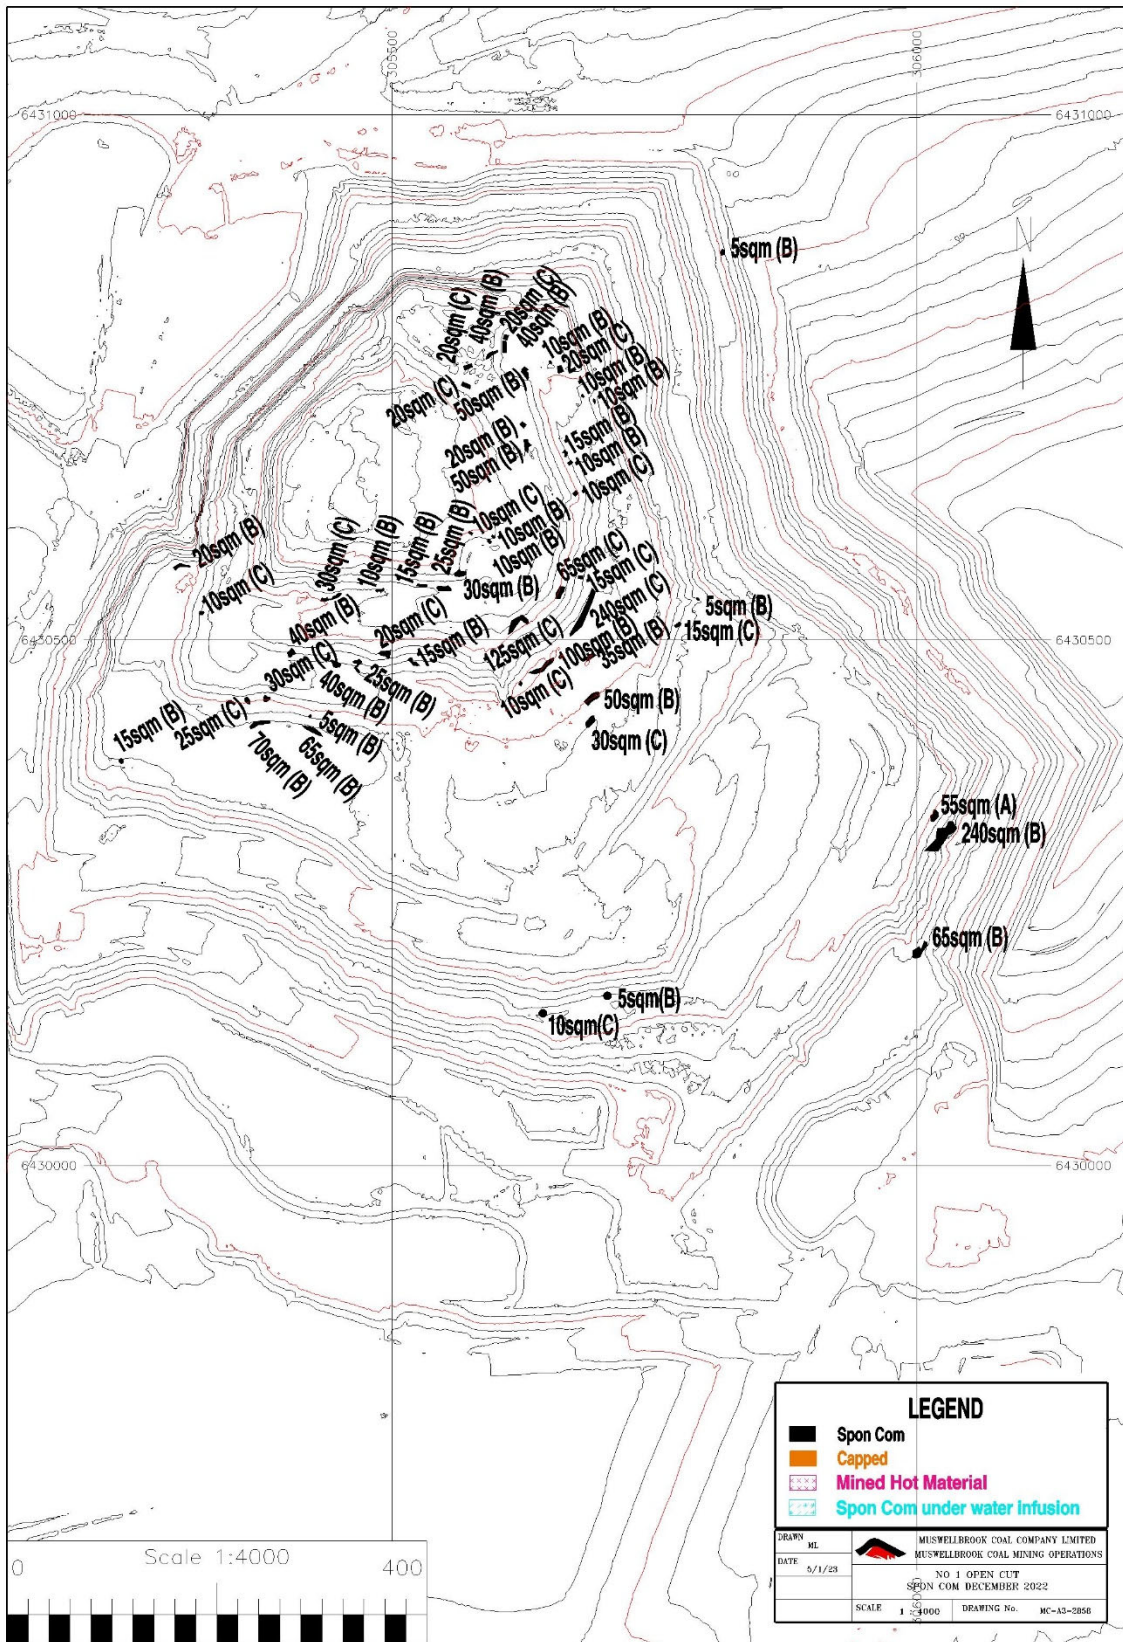 305500
306000
6431000
6431000
N
5sqm (B)
20sqm (C)
40sqm (B)
20sqm (C)
40sqm (B)
10sqm (B)
20sqm (C)
10sqm (B)
10sqm (B)
20sqm (C)
50sqm (B)
20sqm (B)
50sqm (B)
15sqm (B)
10sqm (B)
10sqm (C)
10sqm (C)
10sqm (B)
10sqm (B)
20sqm (B)
10sqm (C)
30sqm (C)
10sqm (B)
15sqm (B)
25sqm (B)
30sqm (B)
65sqm (C)
15sqm (C)
240sqm (C)
5sqm (B)
15sqm (C)
6430500
6430500
40sqm (B)
20sqm (C)
15sqm (B)
125sqm (C)
100sqm (B)
35sqm (B)
30sqm (C)
40sqm (B)
25sqm (B)
10sqm (C)
50sqm (B)
30sqm (C)
15sqm (B)
25sqm (C)
5sqm (B)
70sqm (B)
65sqm (B)
55sqm (A)
240sqm (B)
65sqm (B)
5sqm(B)
10sqm(C)
6430000
6430000
LEGEND
Spon Com
Capped
Mined Hot Material
Spon Com under water infusion
DRAWN
ML
DATE
5/1/23
MUSWELLBROOK COAL COMPANY LIMITED
MUSWELLBROOK COAL MINING OPERATIONS
NO 1 OPEN CUT
SPON COM DECEMBER 2022
SCALE 1 : 4000
DRAWING No. MC-A3-2858
Scale 1:4000
0
400